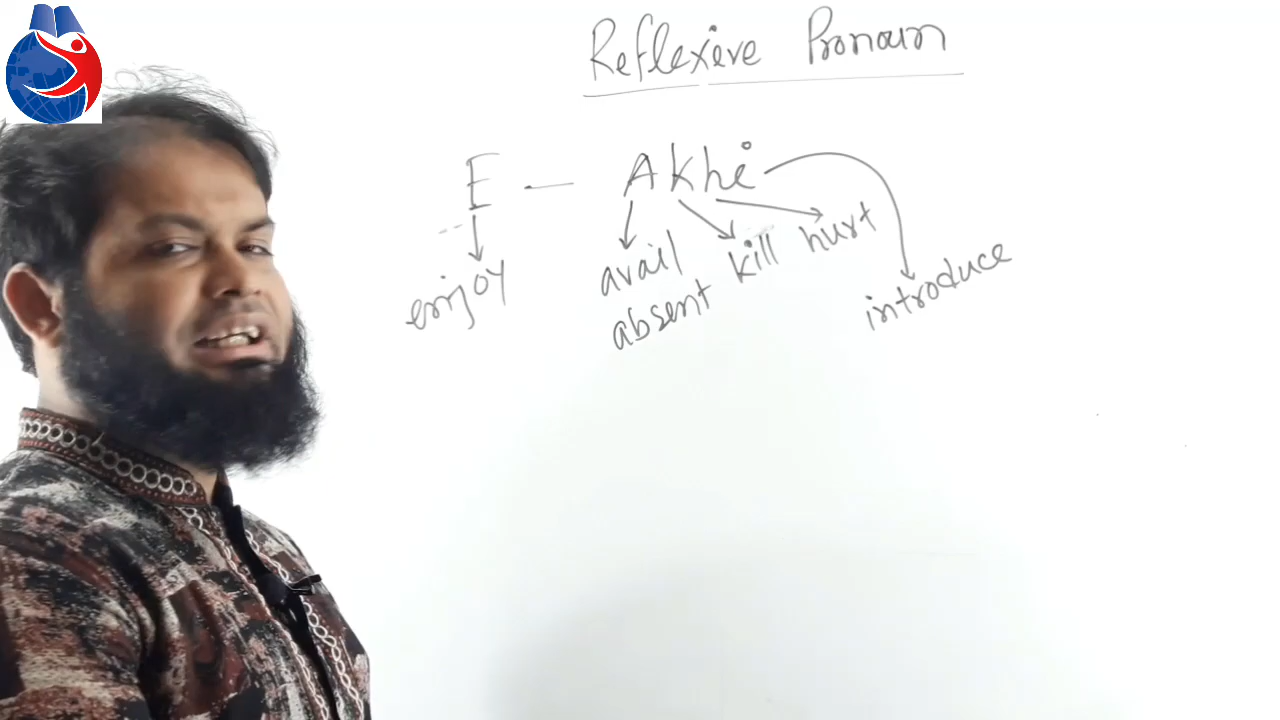 Reflexive Pronoun
E — AKhi
enjoy avail kill hurt
absent introduce